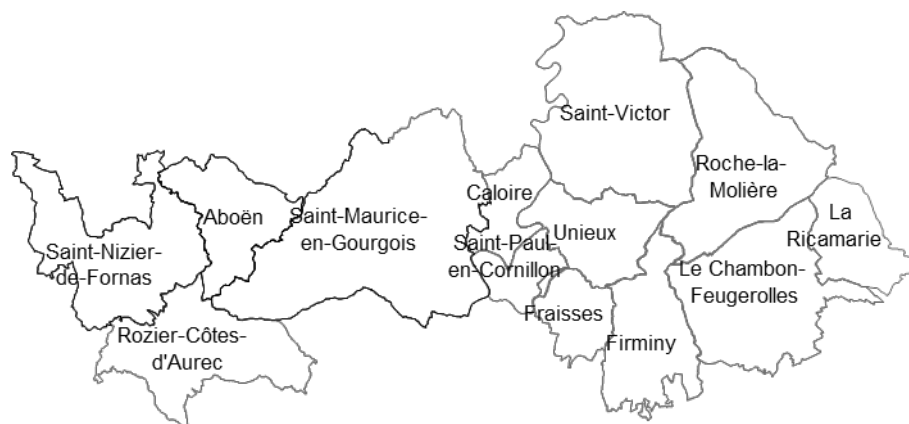 Saint-Victor
Roche-la-
Molière
Caloire
La
Ricamarie
Aboën
Saint-Maurice-
en-Gourgois
Unieux
Saint-Paul-
en-Cornillon
Saint-Nizier-
de-Fornas
Le Chambon-
Feugerolles
Fraisses
Firminy
Rozier-Côtes-
d'Aurec